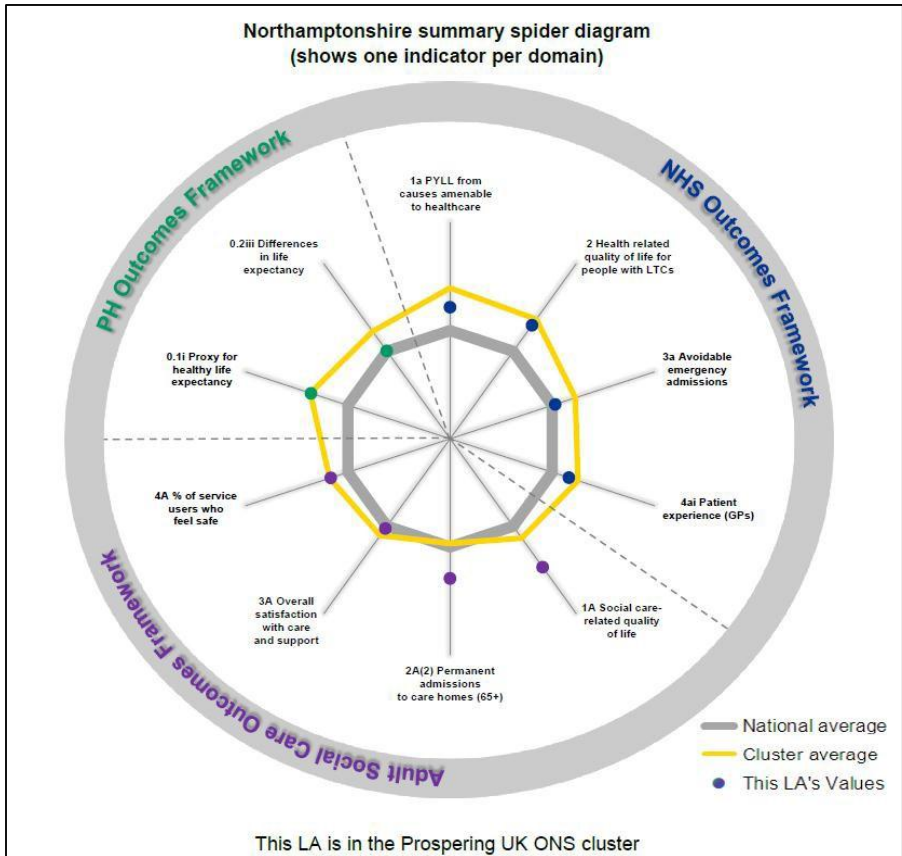 Northamptonshire summary spider diagram
(shows one indicator per domain)
PH Outcomes Framework
NHS Outcomes Framework
Adult Social Care Outcomes Framework
1a PYLL from
causes amenable
to healthcare
2 Health related
quality of life for
people with LTCs
3a Avoidable
emergency
admissions
4ai Patient
experience (GPs)
1A Social care-
related quality
of life
2A(2) Permanent
admissions
to care homes (65+)
3A Overall
satisfaction
with care
and support
4A % of service
users who
feel safe
0.1i Proxy for
healthy life
expectancy
0.2iii Differences
in life
expectancy
National average
Cluster average
This LA's Values
This LA is in the Prospering UK ONS cluster